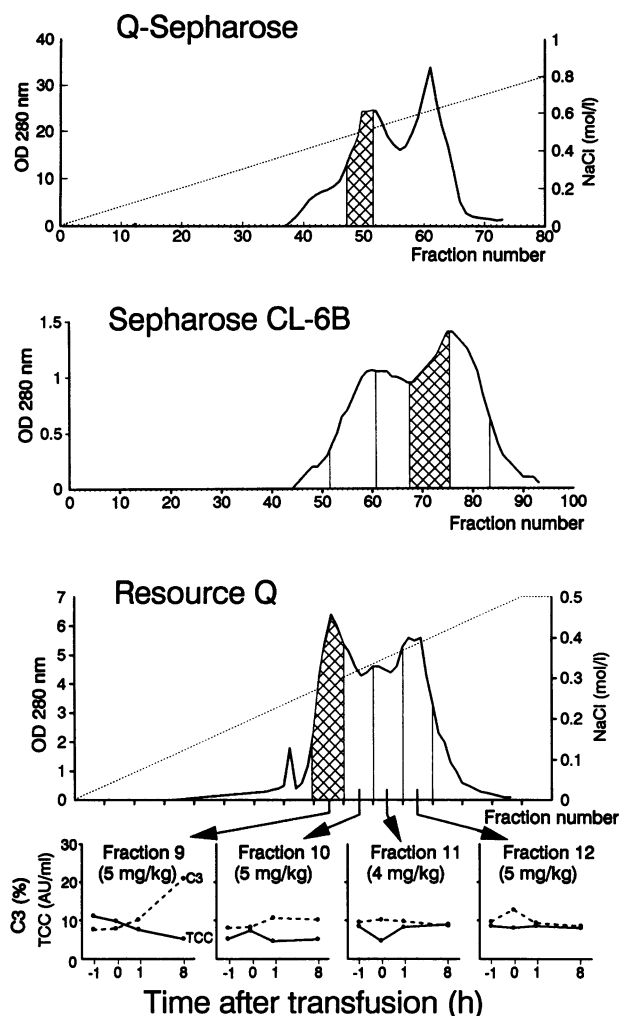 Q-Sepharose
OD 280 nm
40
30
20
10
0
1
0.8
0.6
0.4
0.2
0
NaCl (mol/l)
0 10 20 30 40 50 60 70 80
Fraction number
Sepharose CL-6B
OD 280 nm
1.5
1
0.5
0
0 10 20 30 40 50 60 70 80 90 100
Fraction number
Resource Q
OD 280 nm
7
6
5
4
3
2
1
0
0.5
0.4
0.3
0.2
0.1
0
NaCl (mol/l)
Fraction number
C3 (%)
TCC (AU/ml)
30
20
10
0
Fraction 9
(5 mg/kg)
C3
TCC
Fraction 10
(5 mg/kg)
Fraction 11
(4 mg/kg)
Fraction 12
(5 mg/kg)
-1 0 1 8
-1 0 1 8
-1 0 1 8
-1 0 1 8
Time after transfusion (h)